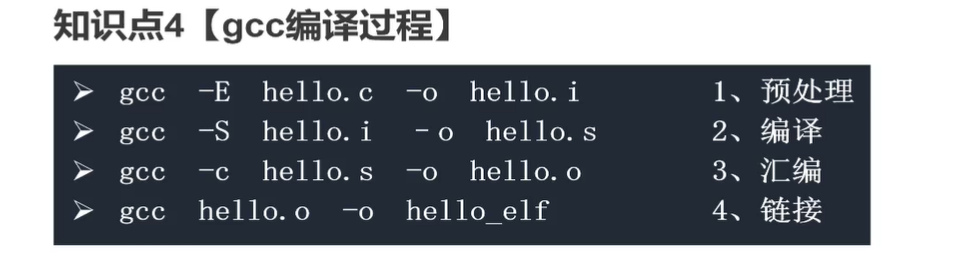 知识点4【gcc编译过程】
➢ gcc -E hello.c -o hello.i 1、预处理
➢ gcc -S hello.i -o hello.s 2、编译
➢ gcc -c hello.s -o hello.o 3、汇编
➢ gcc hello.o -o hello_elf 4、链接